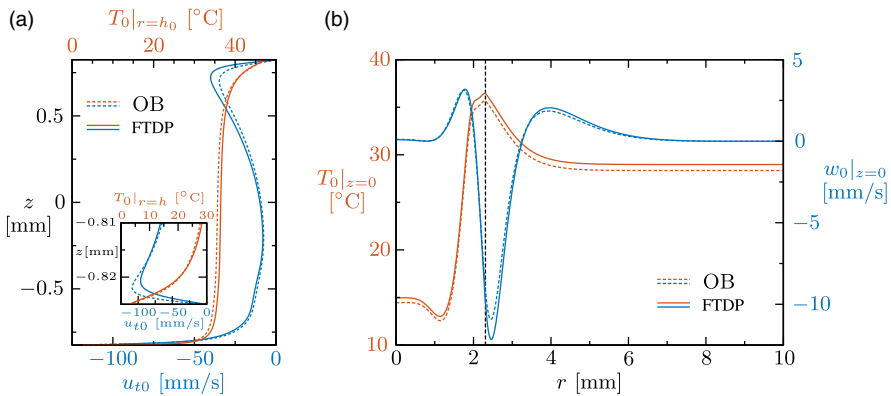 (a)
T₀|r=h₀ [°C]
0 20 40
0.5
0
−0.5
z
[mm]
OB
FTDP
T₀|r=h [°C]
0 10 20 30
−0.81
z[mm]
−0.82
−100 −50 0
uₜ₀ [mm/s]
−100 −50 0
uₜ₀ [mm/s]
(b)
40
30
20
10
T₀|z=0
[°C]
5
0
−5
−10
w₀|z=0
[mm/s]
OB
FTDP
0 2 4 6 8 10
r [mm]